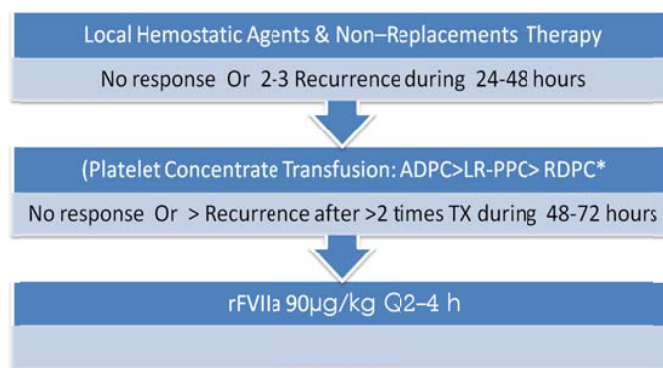 Local Hemostatic Agents & Non–Replacements Therapy
No response Or 2-3 Recurrence during 24-48 hours
(Platelet Concentrate Transfusion: ADPC>LR-PPC> RDPC*
No response Or > Recurrence after >2 times TX during 48-72 hours
rFVIIa 90µg/kg Q2–4 h